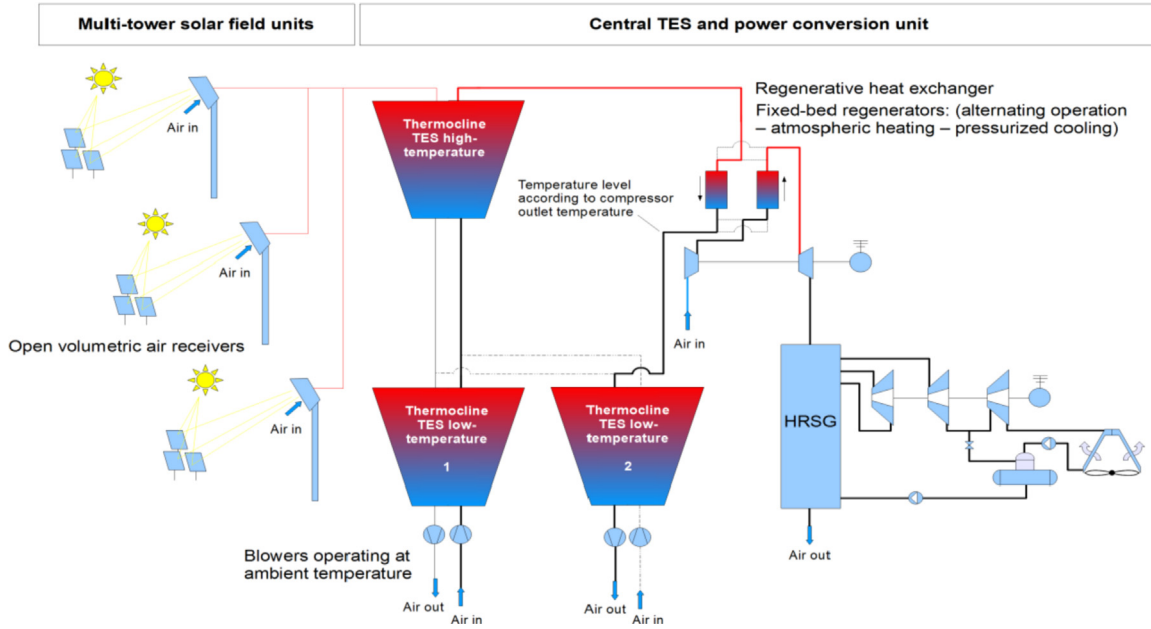 Multi-tower solar field units
Central TES and power conversion unit
Air in
Thermocline
TES high-
temperature
Regenerative heat exchanger
Fixed-bed regenerators: (alternating operation
– atmospheric heating – pressurized cooling)
Temperature level
according to compressor
outlet temperature
Air in
Air in
Open volumetric air receivers
Air in
Thermocline
TES low-
temperature
1
Thermocline
TES low-
temperature
2
HRSG
Blowers operating at
ambient temperature
Air out
Air in
Air out
Air in
Air out